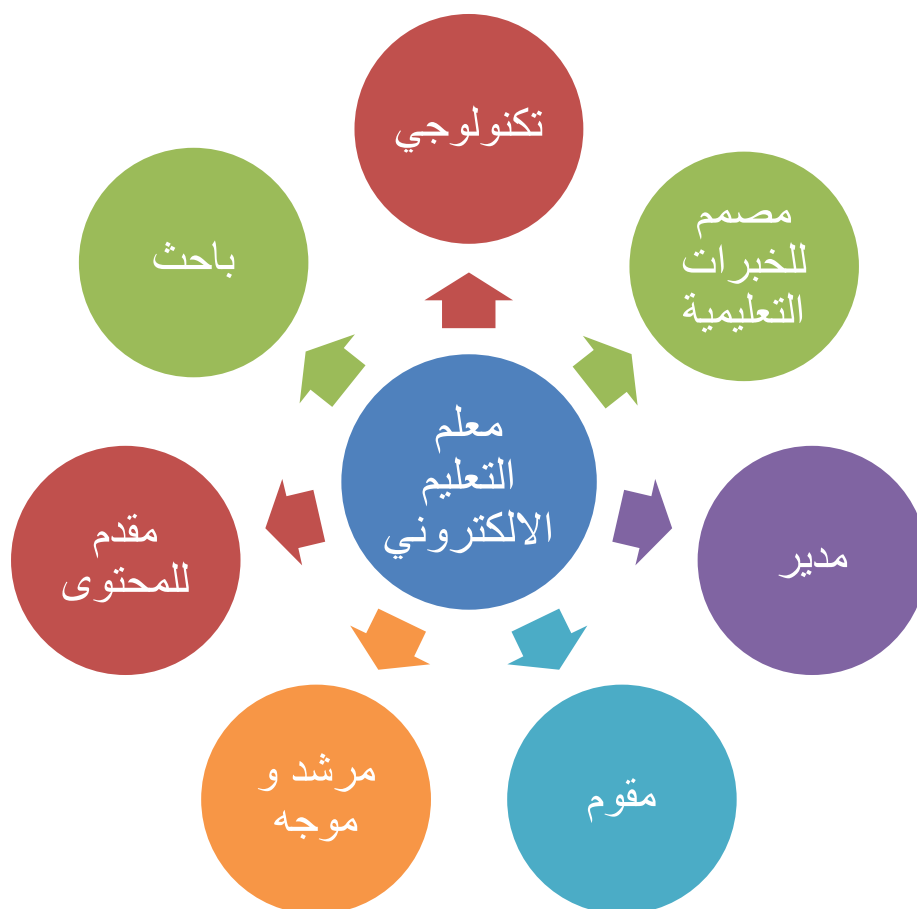 تكنولوجي
مصمم
للخبرات
التعليمية
مدير
مقوم
مرشد و
موجه
مقدم
للمحتوى
باحث
معلم
التعليم
الالكتروني